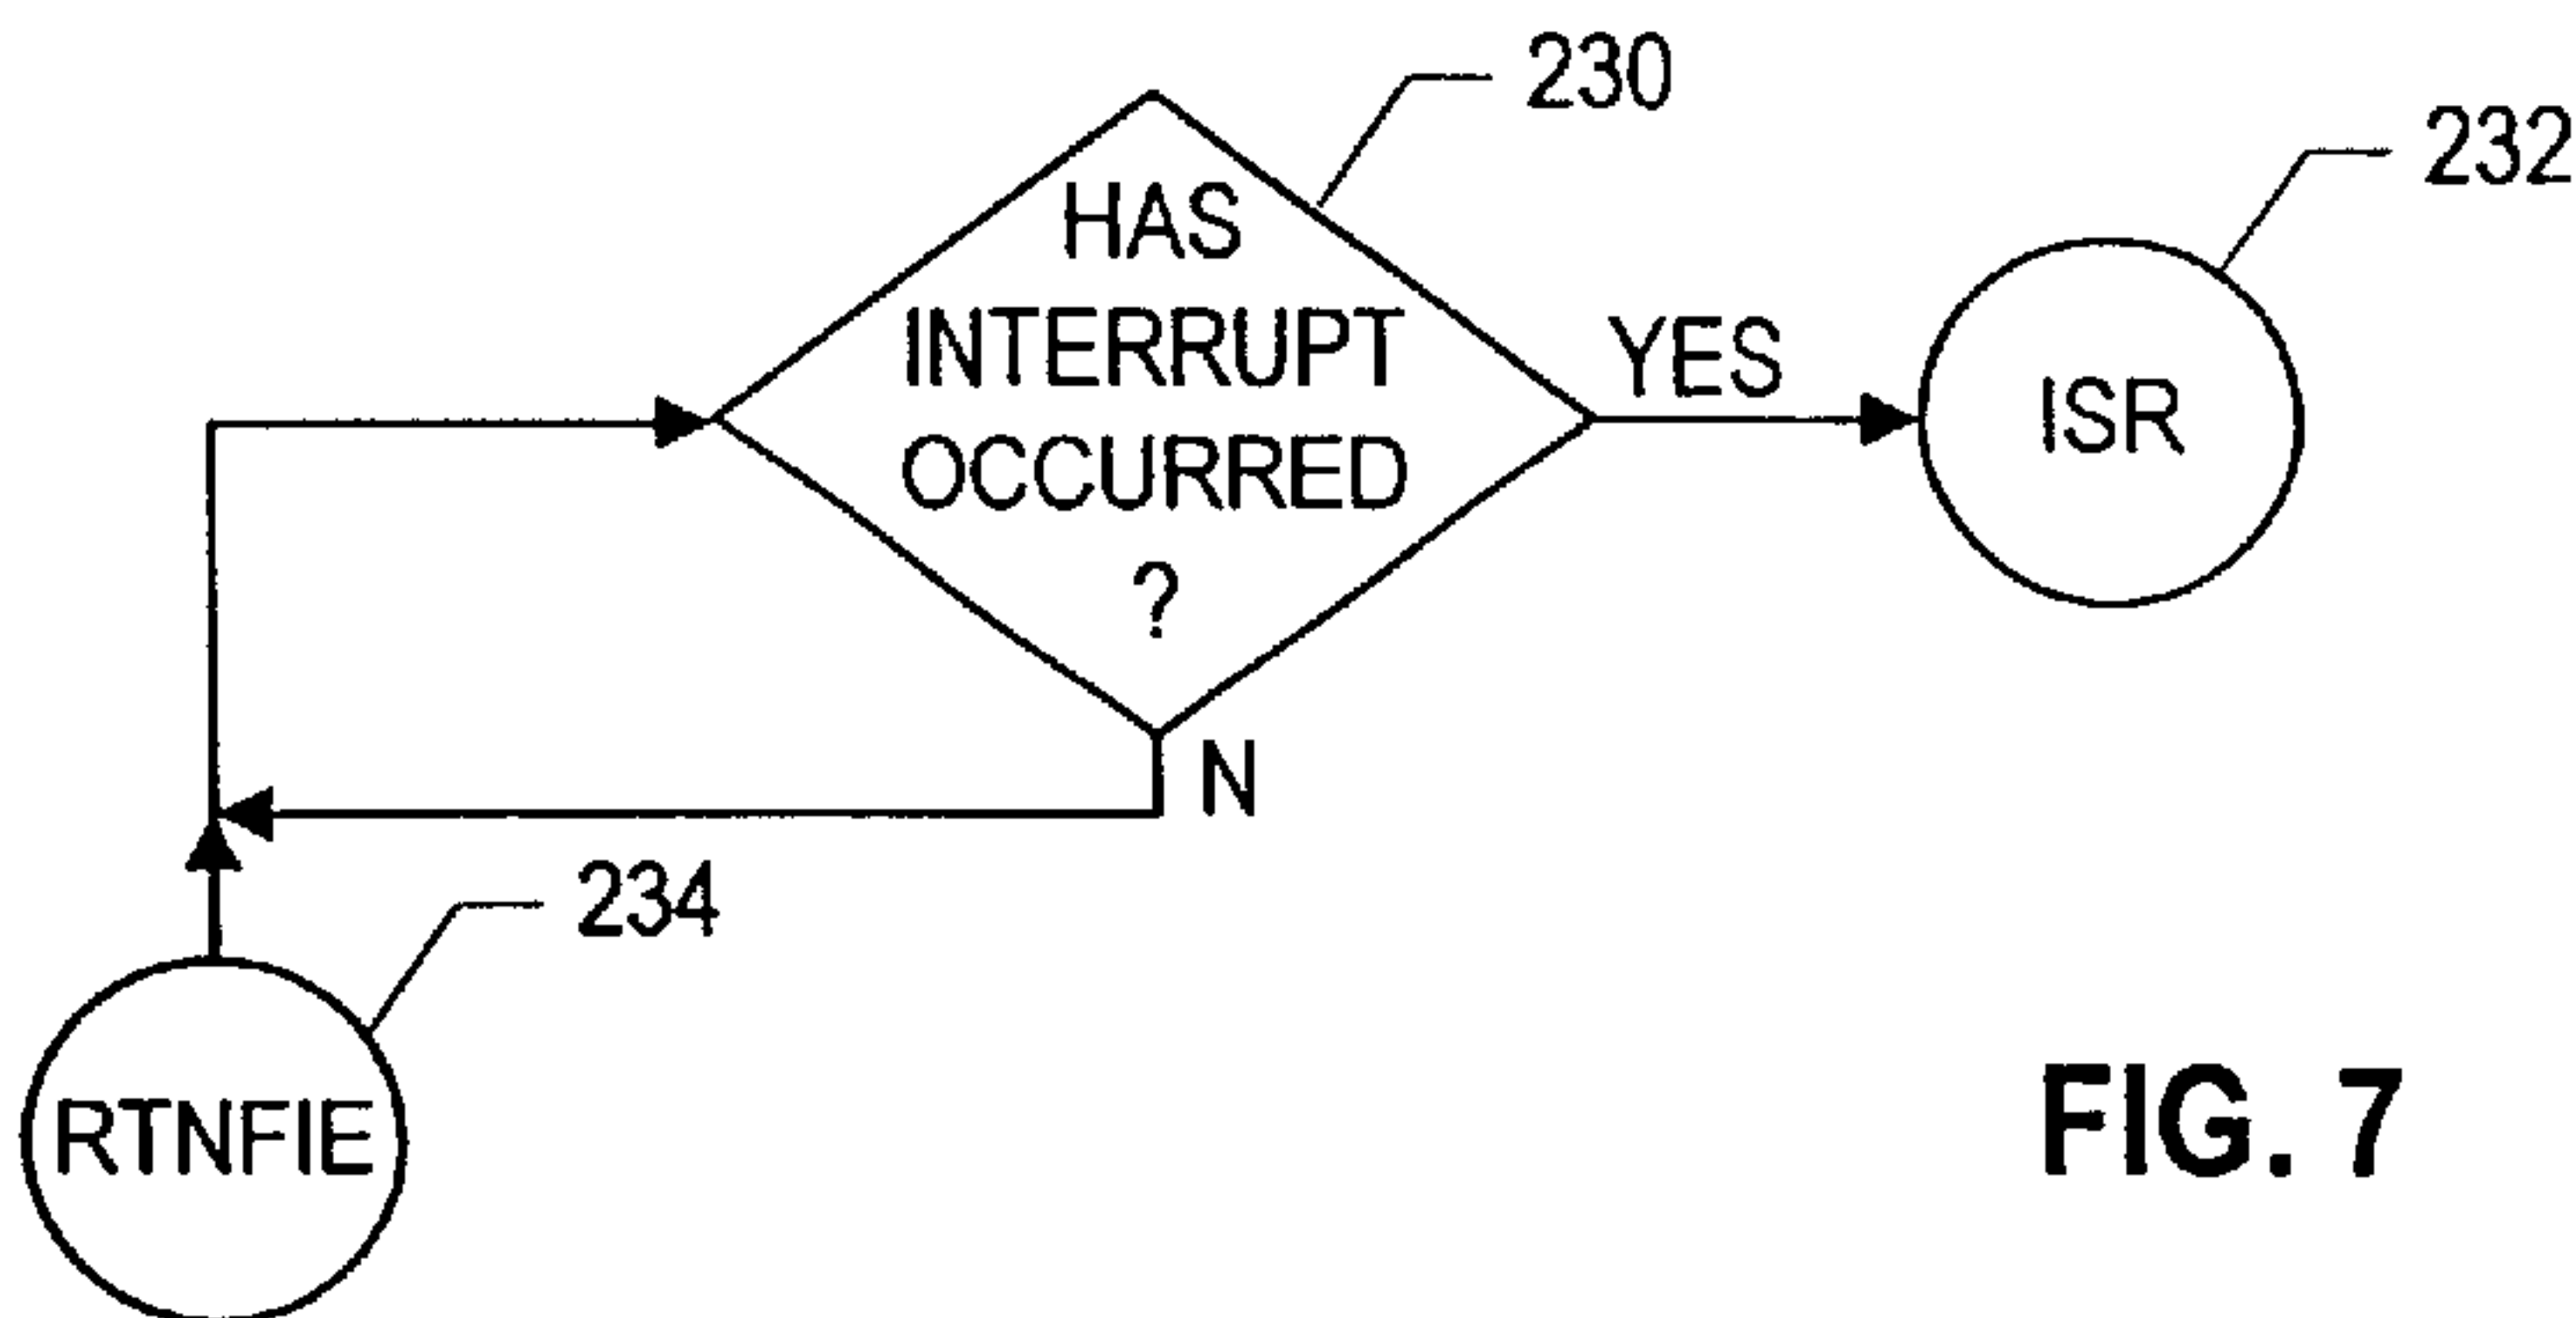 230
232
HAS
INTERRUPT
OCCURRED
?
YES
ISR
N
234
RTNFIE
FIG. 7